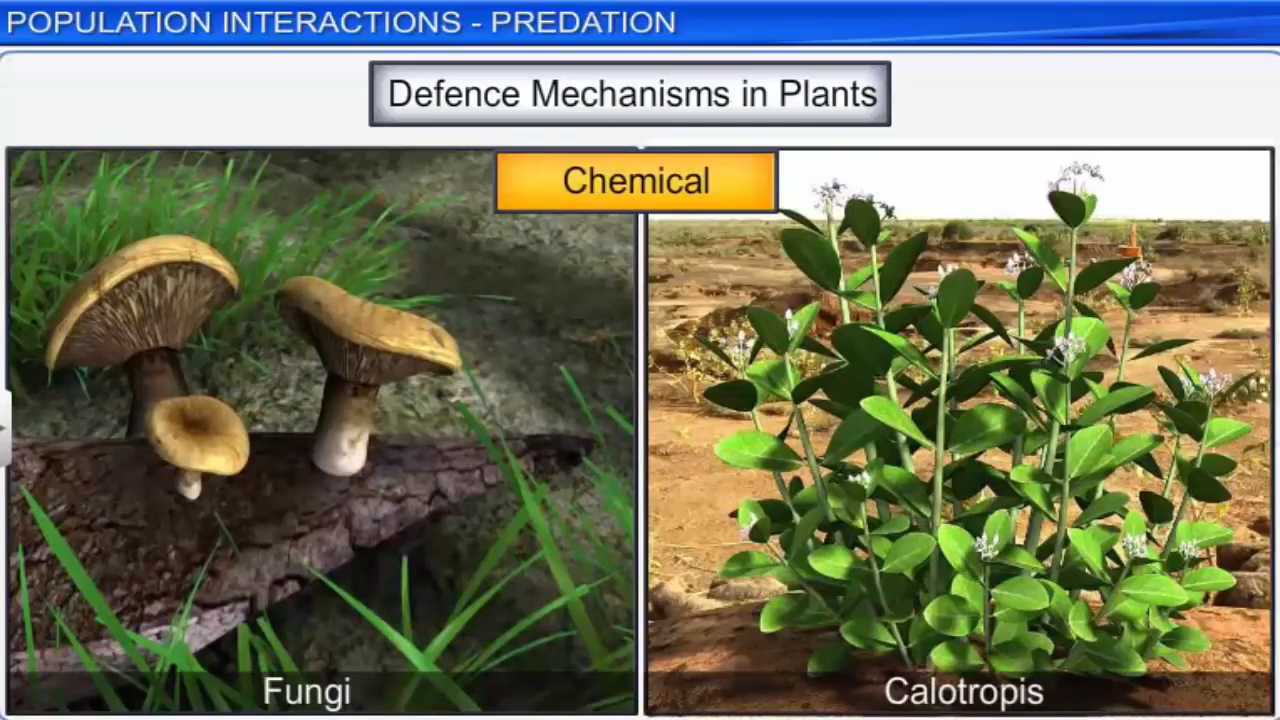 POPULATION INTERACTIONS - PREDATION
Defence Mechanisms in Plants
Chemical
Fungi
Calotropis